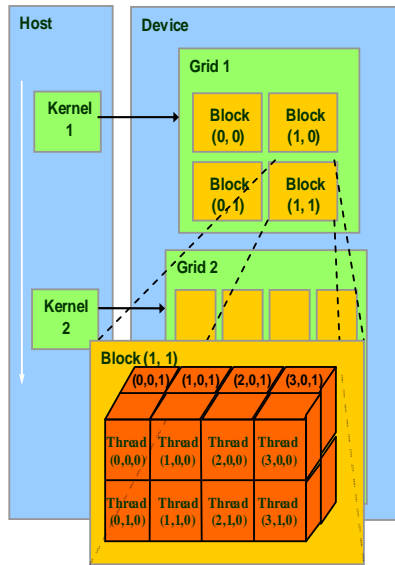 Host
Device
Grid 1
Kernel
1
Block
(0, 0)
Block
(1, 0)
Block
(0, 1)
Block
(1, 1)
Grid 2
Kernel
2
Block (1, 1)
(0,0,1)
(1,0,1)
(2,0,1)
(3,0,1)
Thread
(0,0,0)
Thread
(1,0,0)
Thread
(2,0,0)
Thread
(3,0,0)
Thread
(0,1,0)
Thread
(1,1,0)
Thread
(2,1,0)
Thread
(3,1,0)